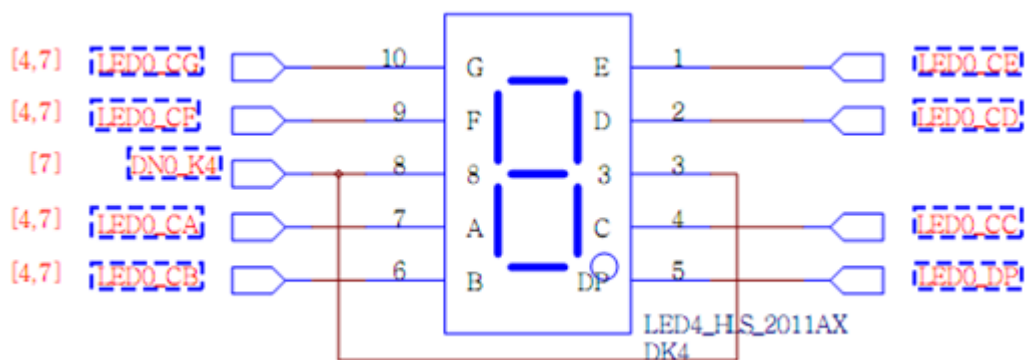 [4,7] LED0_CG 10 G E 1 LED0_CE
[4,7] LED0_CF 9 F D 2 LED0_CD
[7] DN0_K4 8 8 3 3
[4,7] LED0_CA 7 A C 4 LED0_CC
[4,7] LED0_CB 6 B DP 5 LED0_DP
LED4_HLS_2011AX
DK4